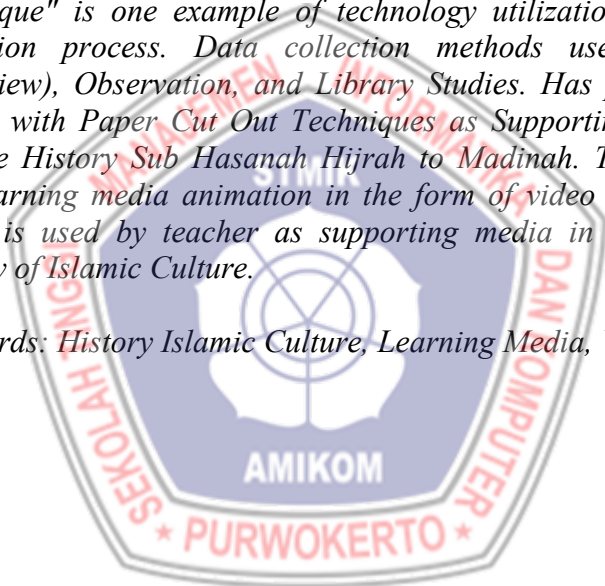 que" is one example of technology utilization
ion process. Data collection methods use
iew), Observation, and Library Studies. Has
with Paper Cut Out Techniques as Supporti
e History Sub Hasanah Hijrah to Madinah. T
arning media animation in the form of video
is used by teacher as supporting media in
y of Islamic Culture.
rds: History Islamic Culture, Learning Media,
SEKOLAH TINGGI MANAJEMEN INFORMATIKA DAN KOMPUTER
STMIK
AMIKOM
* PURWOKERTO *